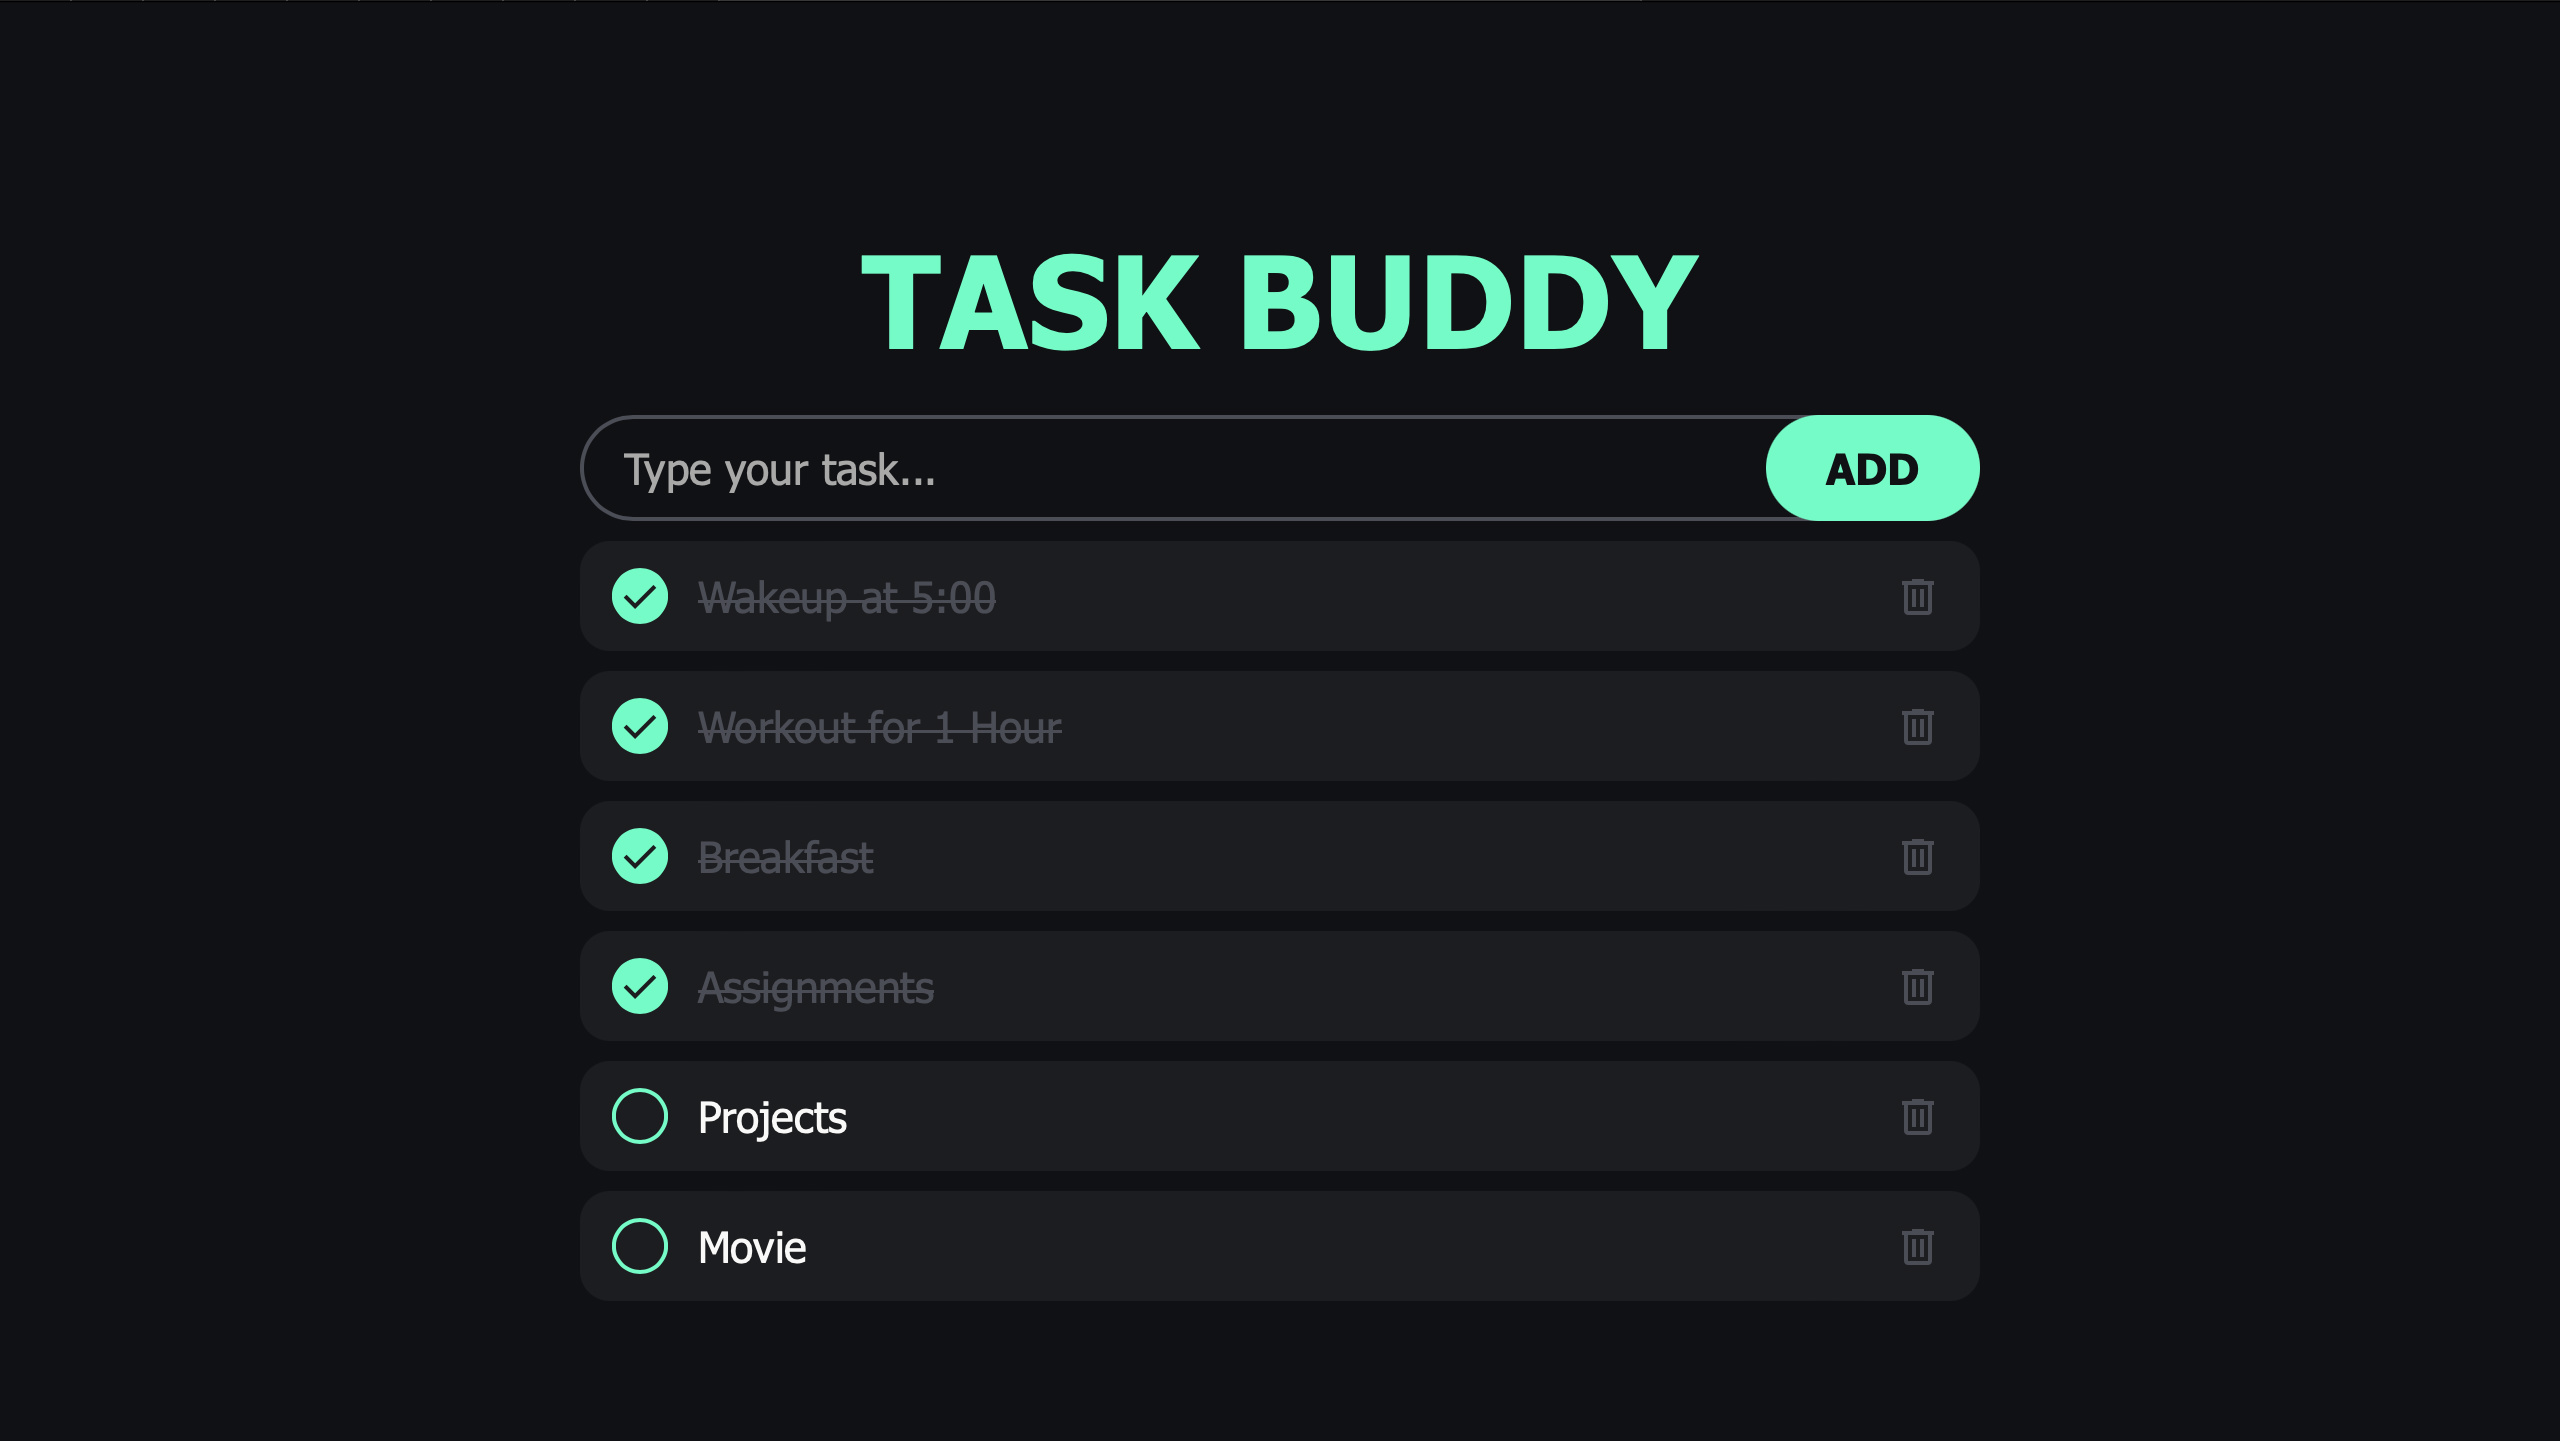 TASK BUDDY
Type your task...
ADD
Wakeup at 5:00
Workout for 1 Hour
Breakfast
Assignments
Projects
Movie